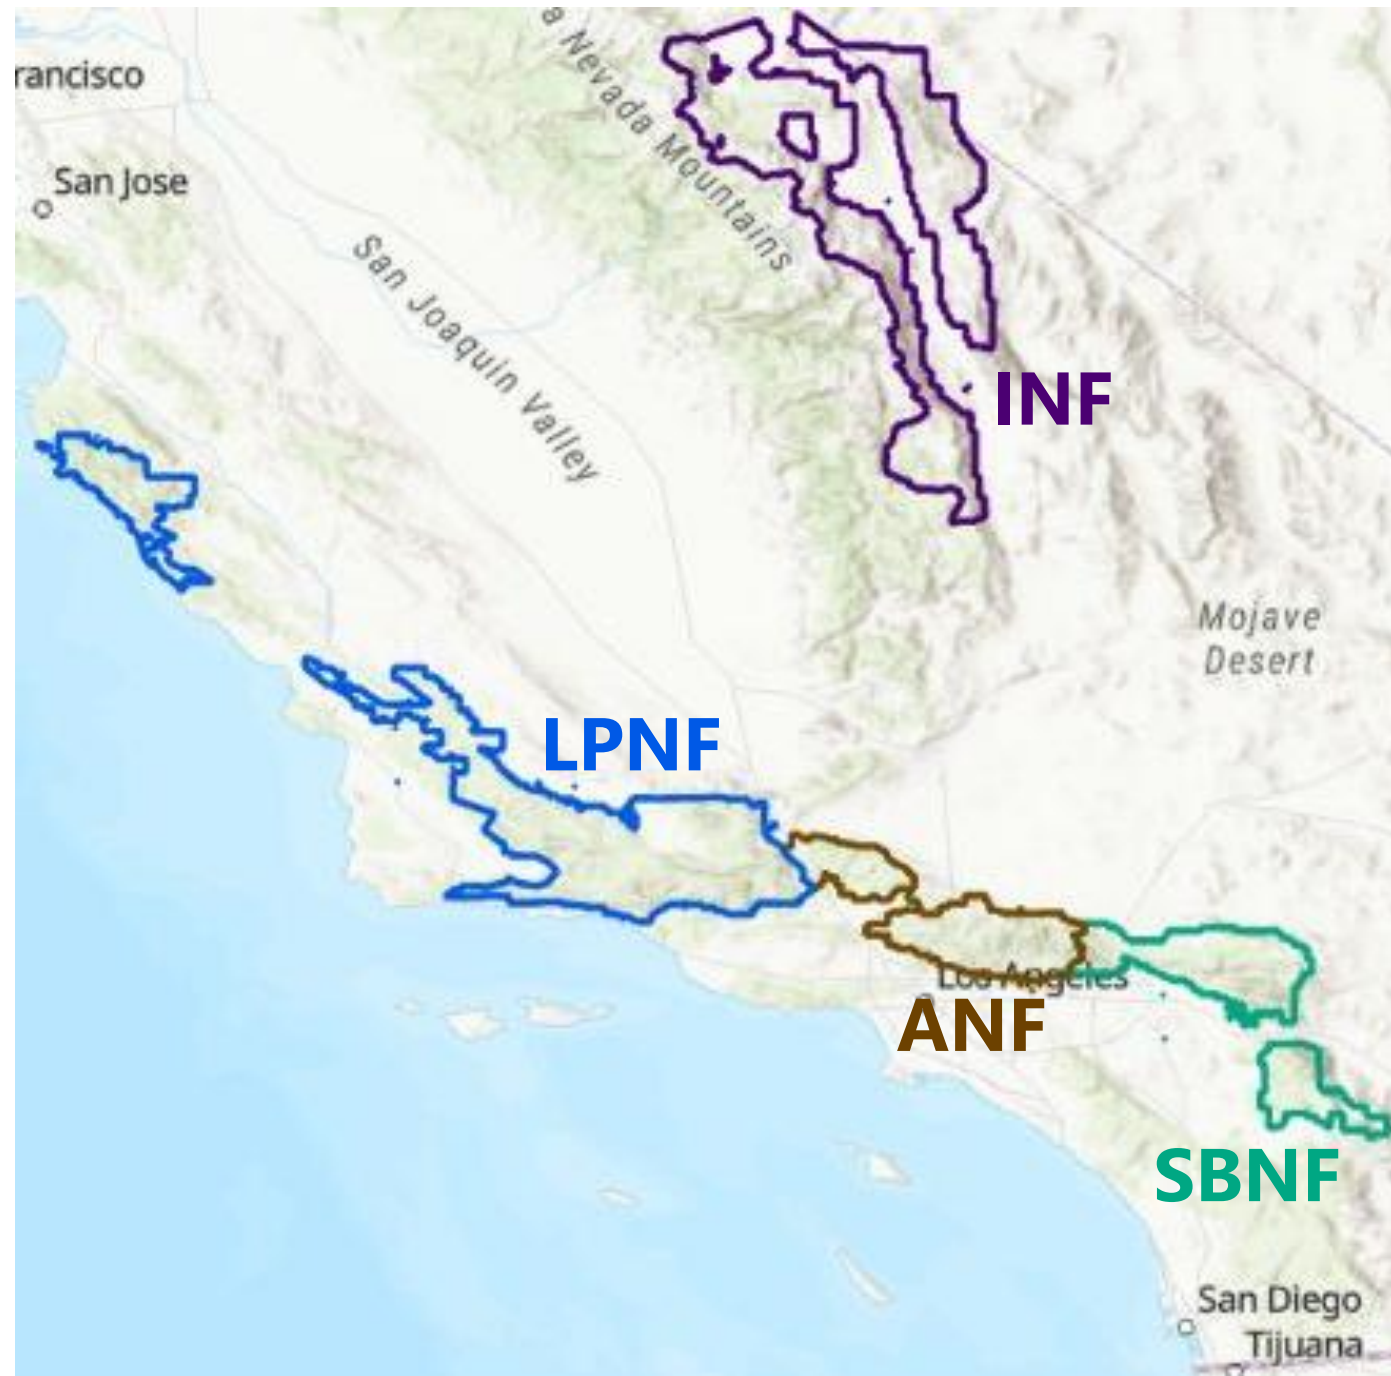 a Nevada Mountains
rancisco
San Jose
San Joaquin Valley
INF
Mojave
Desert
LPNF
Los Angeles
ANF
SBNF
San Diego
Tijuana